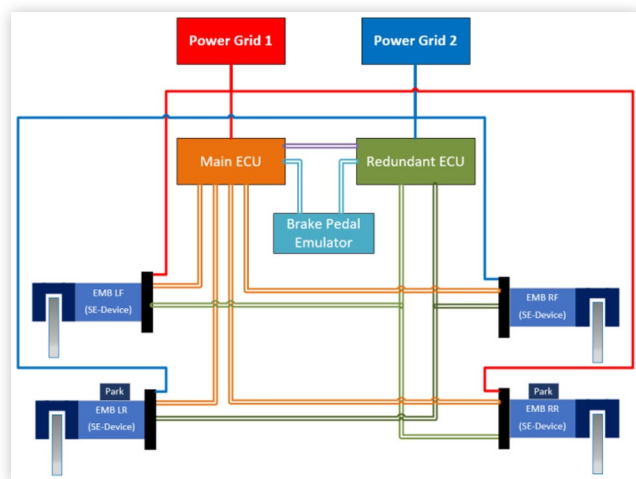 Power Grid 1
Power Grid 2
Main ECU
Redundant ECU
Brake Pedal
Emulator
EMB LF
(SE-Device)
EMB RF
(SE-Device)
Park
EMB LR
(SE-Device)
Park
EMB RR
(SE-Device)